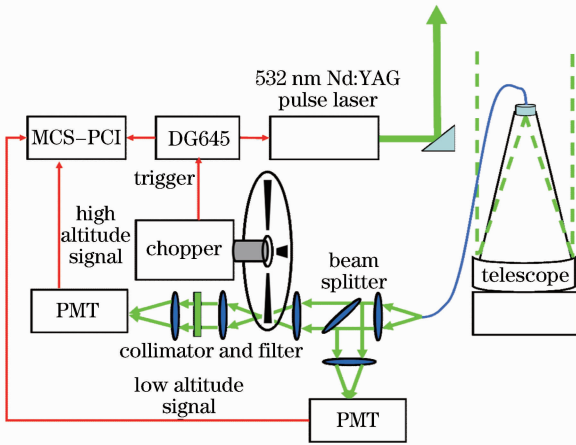 532 nm Nd:YAG
pulse laser
MCS-PCI
DG645
trigger
high
altitude
signal
chopper
beam
splitter
telescope
PMT
collimator and filter
low altitude
signal
PMT